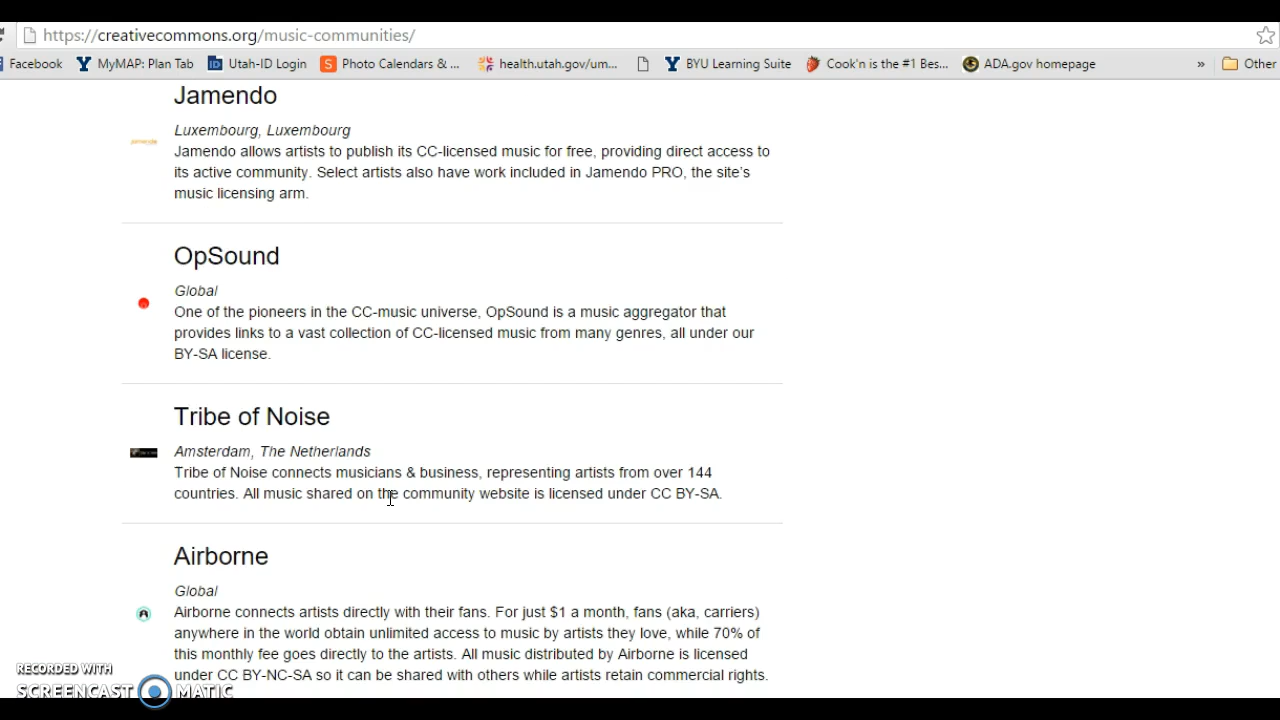 https://creativecommons.org/music-communities/
Facebook MyMAP: Plan Tab Utah-ID Login Photo Calendars & ... health.utah.gov/um... BYU Learning Suite Cook'n is the #1 Bes... ADA.gov homepage » Other
Jamendo
Luxembourg, Luxembourg
Jamendo allows artists to publish its CC-licensed music for free, providing direct access to
its active community. Select artists also have work included in Jamendo PRO, the site's
music licensing arm.
OpSound
Global
One of the pioneers in the CC-music universe, OpSound is a music aggregator that
provides links to a vast collection of CC-licensed music from many genres, all under our
BY-SA license.
Tribe of Noise
Amsterdam, The Netherlands
Tribe of Noise connects musicians & business, representing artists from over 144
countries. All music shared on the community website is licensed under CC BY-SA.
Airborne
Global
Airborne connects artists directly with their fans. For just $1 a month, fans (aka, carriers)
anywhere in the world obtain unlimited access to music by artists they love, while 70% of
this monthly fee goes directly to the artists. All music distributed by Airborne is licensed
under CC BY-NC-SA so it can be shared with others while artists retain commercial rights.
RECORDED WITH
SCREENCAST MATIC